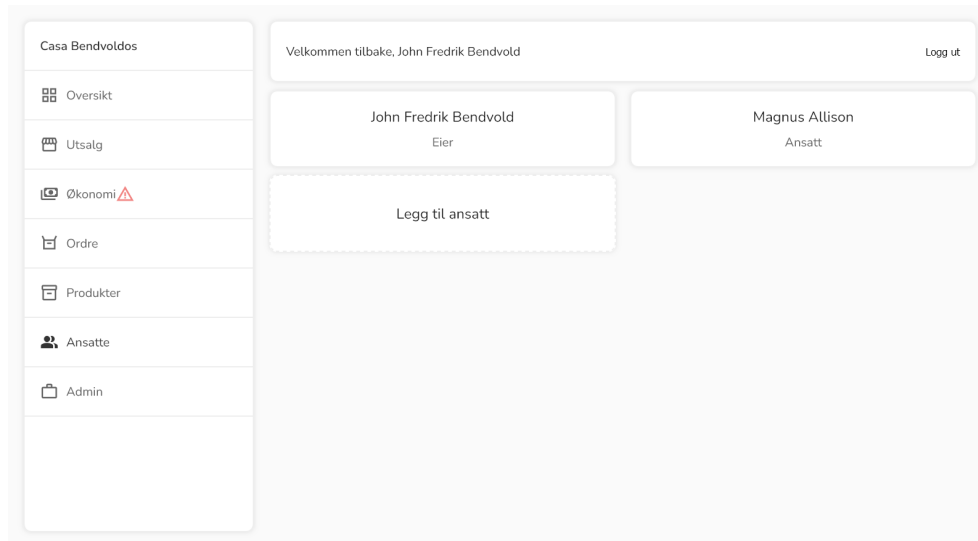 Casa Bendvoldos
Oversikt
Utsalg
Økonomi
Ordre
Produkter
Ansatte
Admin
Velkommen tilbake, John Fredrik Bendvold
Logg ut
John Fredrik Bendvold
Eier
Magnus Allison
Ansatt
Legg til ansatt